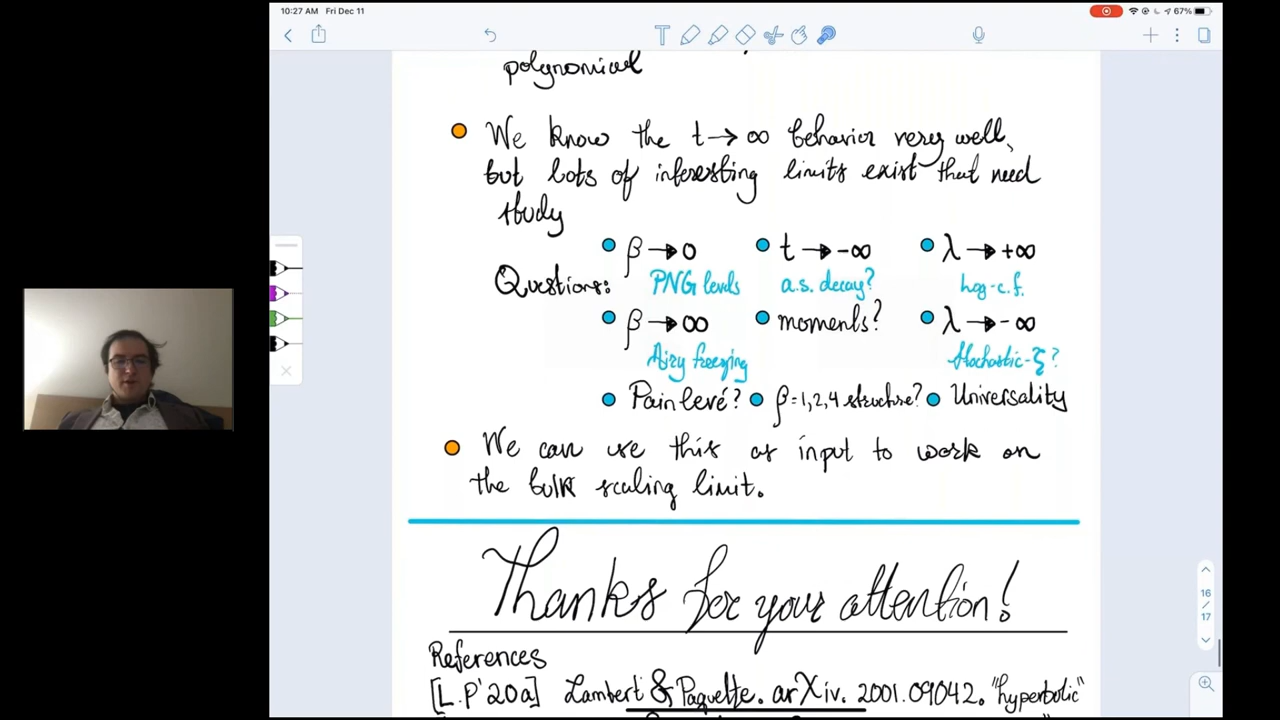 10:27 AM Fri Dec 11
67%
polynomial
We know the t→∞ behavior very well,
but lots of interesting limits exist that need
study
Questions:
β→0
PNG levels
t→-∞
a.s. decay?
λ→+∞
log-c.f.
β→∞
Airy freezing
moments?
λ→-∞
Stochastic-ζ?
Painlevé?
β=1,2,4 structure?
Universality
We can use this as input to work on
the bulk scaling limit.
Thanks for your attention!
16
/
17
References
[L.P'20a] Lambert & Paquette. arXiv. 2001.09042. "hyperbolic"